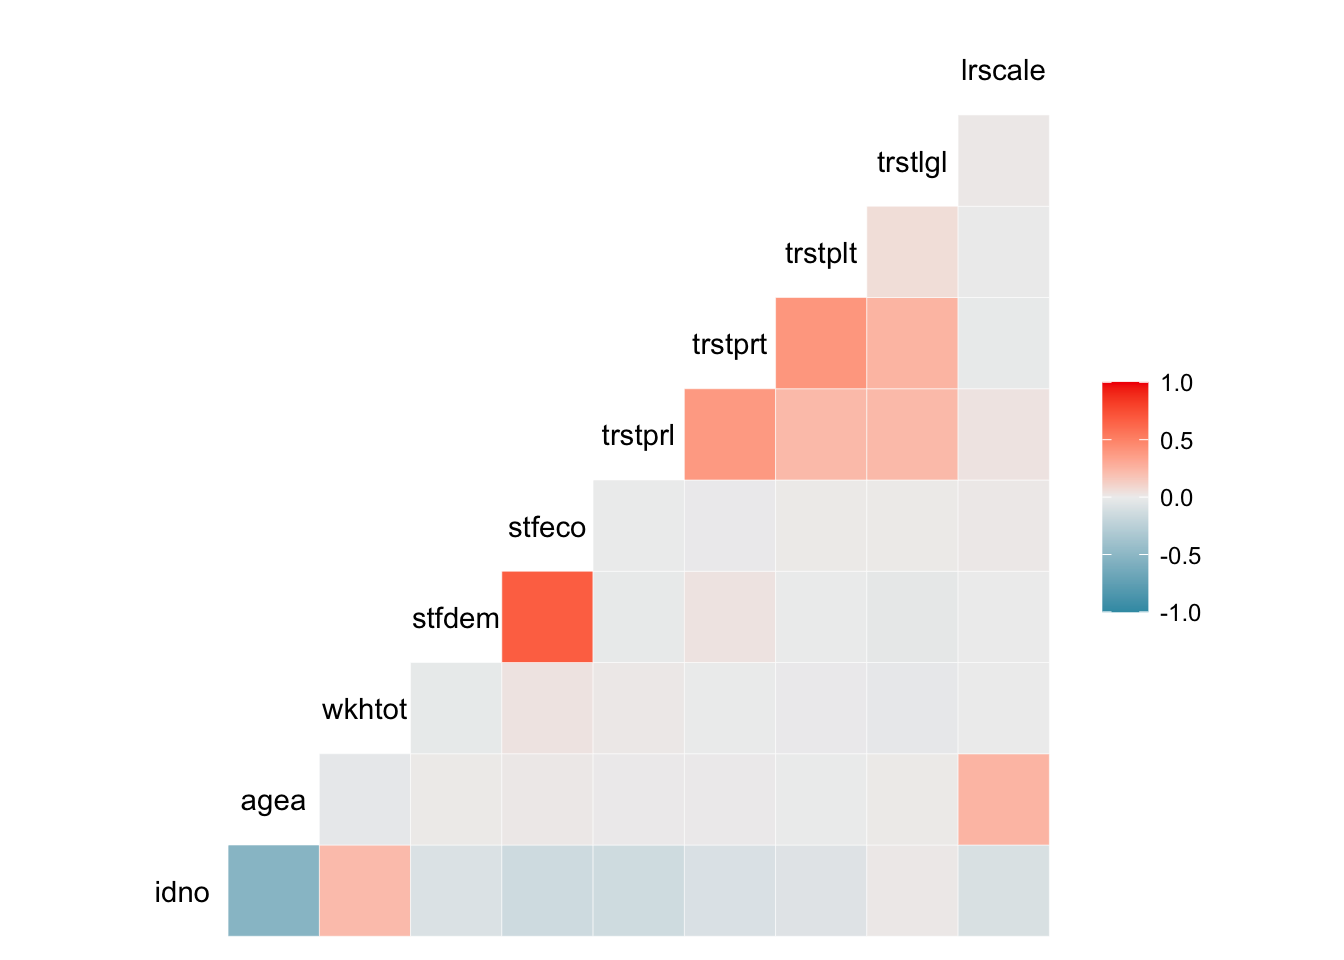 lrscale
trstlgl
trstplt
trstprt
trstprl
stfeco
stfdem
wkhtot
agea
idno
1.0
0.5
0.0
-0.5
-1.0